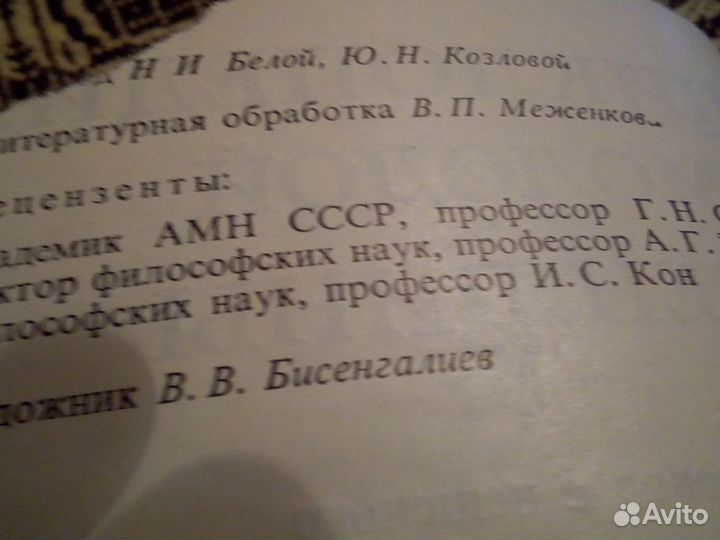 Н И Белой, Ю. Н. Козловой
итературная обработка В. П. Меженкова
ецензенты:
адемик АМН СССР, профессор Г. Н. С
ктор философских наук, профессор А. Г.
лософских наук, профессор И. С. Кон
дожник В. В. Бисенгалиев
Avito